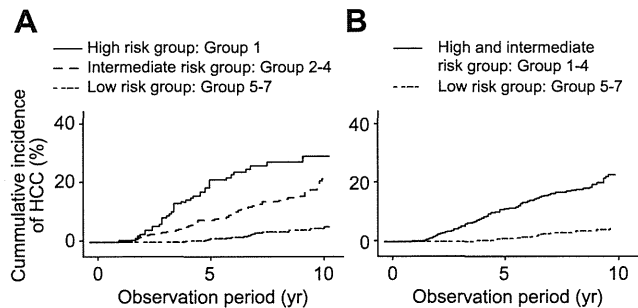 A
High risk group: Group 1
Intermediate risk group: Group 2-4
Low risk group: Group 5-7
Cummulative incidence
of HCC (%)
40
20
0
0
5
10
Observation period (yr)
B
High and intermediate
risk group: Group 1-4
Low risk group: Group 5-7
40
20
0
0
5
10
Observation period (yr)